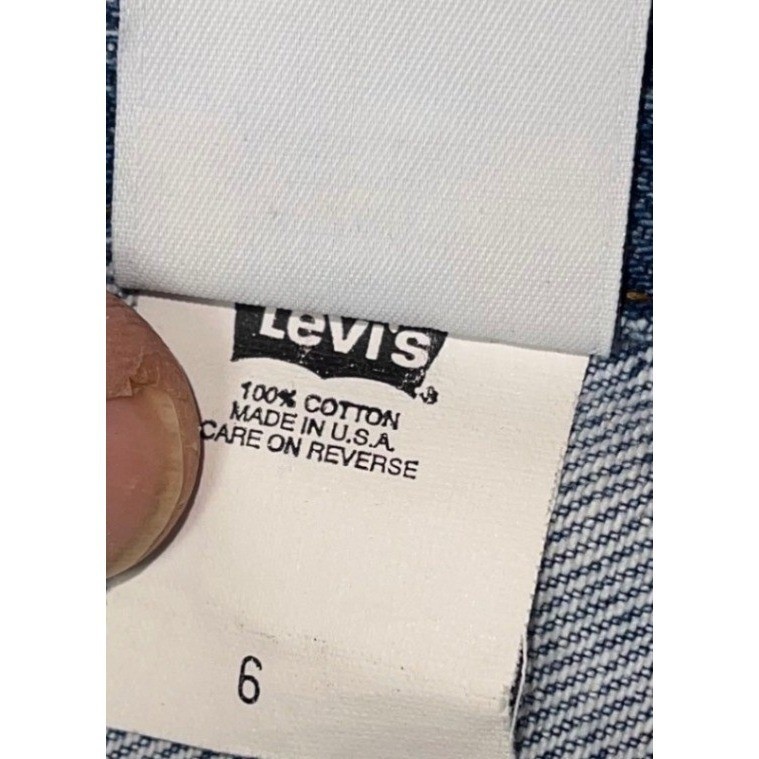 Levi's
®
100% COTTON
MADE IN U.S.A.
CARE ON REVERSE
6